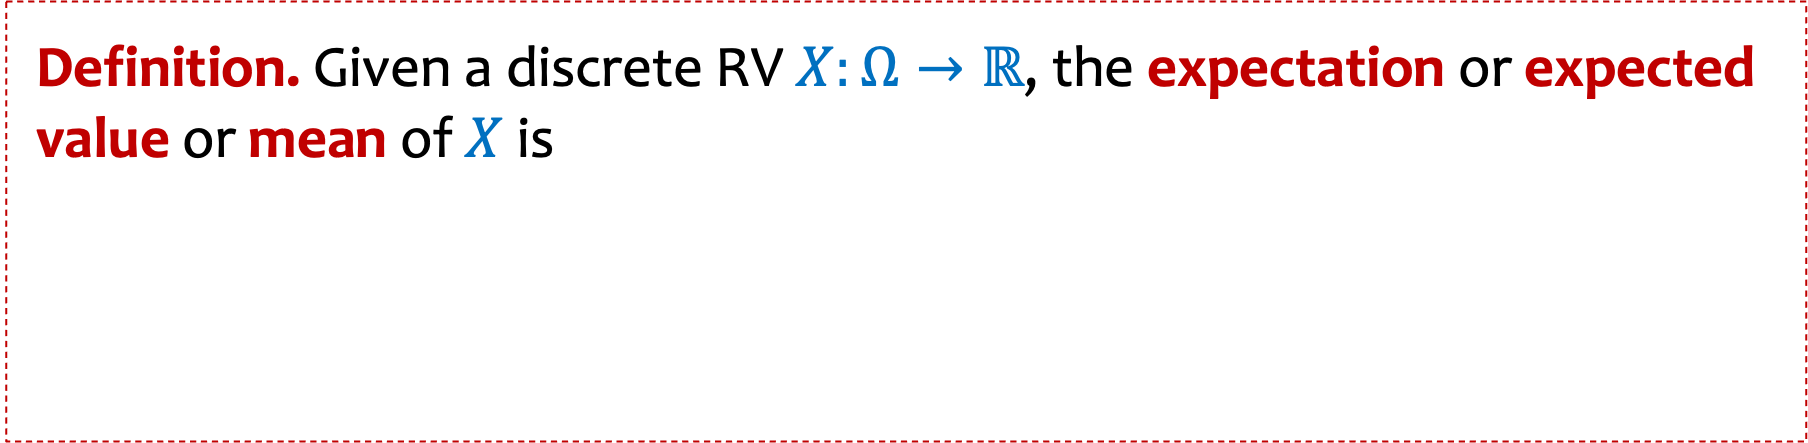 Definition. Given a discrete RV X: Ω → ℝ, the expectation or expected
value or mean of X is